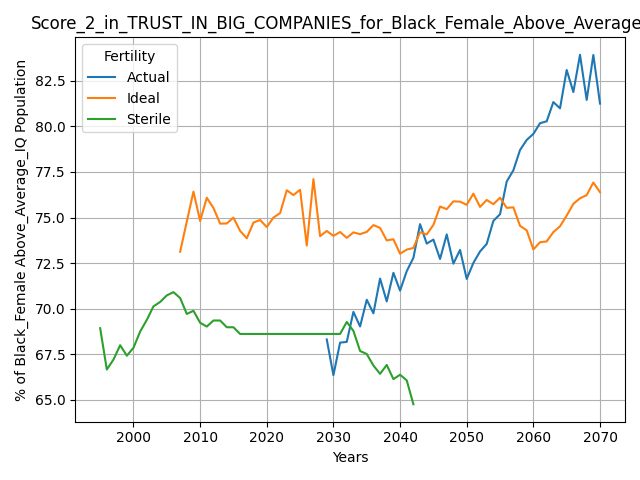 Score_2_in_TRUST_IN_BIG_COMPANIES_for_Black_Female_Above_Average
Fertility
Actual
Ideal
Sterile
% of Black_Female Above_Average_IQ Population
82.5
80.0
77.5
75.0
72.5
70.0
67.5
65.0
2000 2010 2020 2030 2040 2050 2060 2070
Years